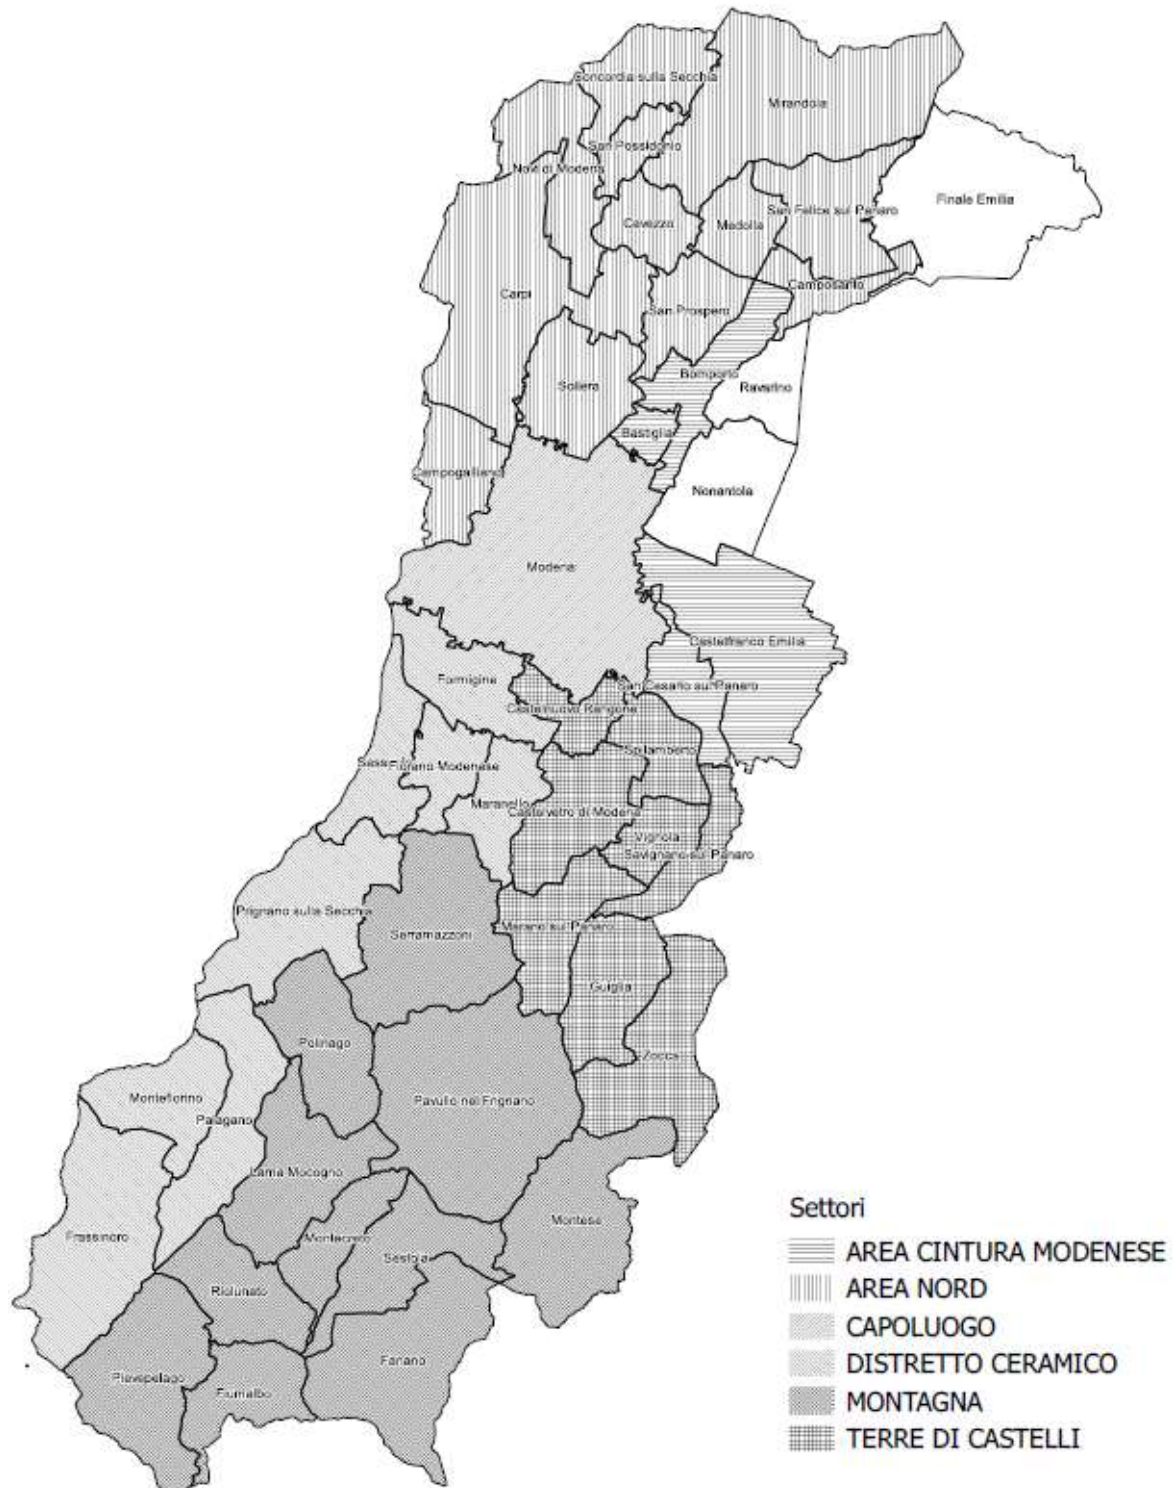 Concordia sulla Secchia
Mirandola
San Possidonio
Novi di Modena
Finale Emilia
San Felice sul Panaro
Cavezzo
Medolla
Camposanto
Carpi
San Prospero
Bomporto
Ravarino
Soliera
Bastiglia
Campogalliano
Nonantola
Modena
Castelfranco Emilia
Formigine
San Cesario sul Panaro
Castelnuovo Rangone
Spilamberto
Fiorano Modenese
Maranello
Castelvetro di Modena
Vignola
Savignano sul Panaro
Prignano sulla Secchia
Marano sul Panaro
Serramazzoni
Guiglia
Polinago
Zocca
Montefiorino
Pavullo nel Frignano
Palagano
Lama Mocogno
Montese
Frassinoro
Montecreto
Sestola
Riolunato
Fanano
Pievepelago
Fiumalbo
Settori
AREA CINTURA MODENESE
AREA NORD
CAPOLUOGO
DISTRETTO CERAMICO
MONTAGNA
TERRE DI CASTELLI